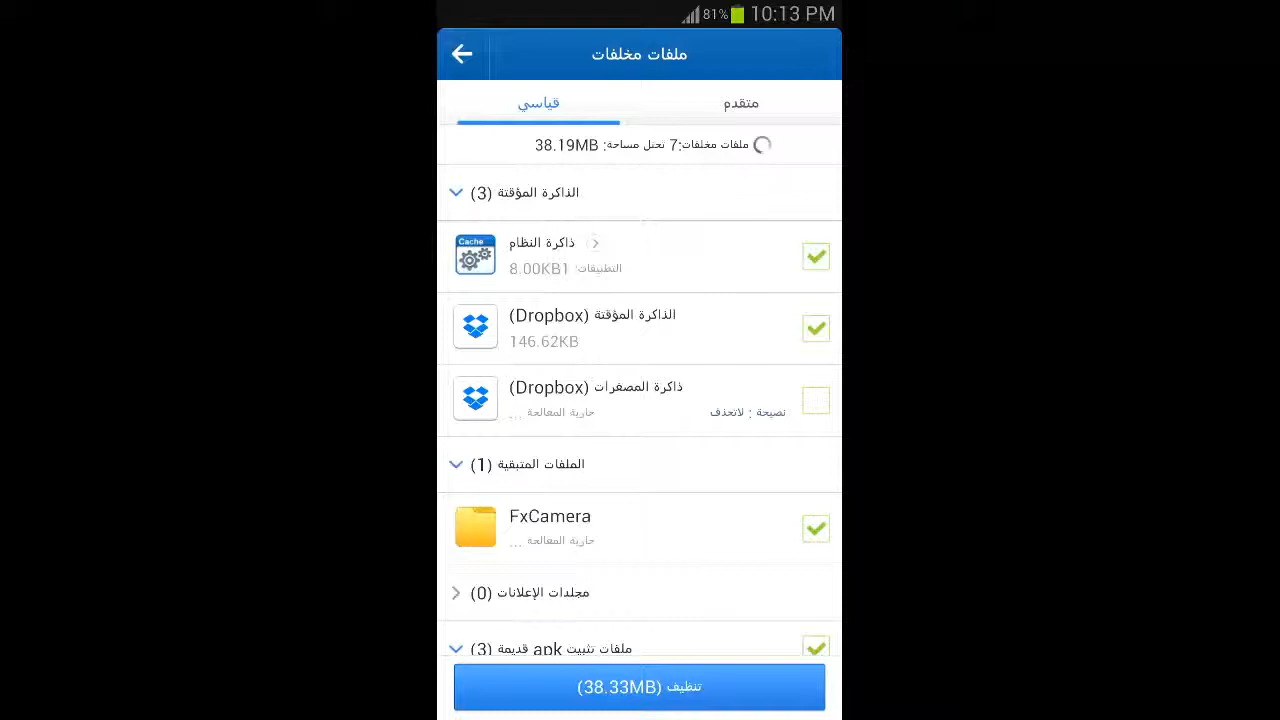 81% 10:13 PM
ملفات مخلفات
قياسي
متقدم
ملفات مخلفات:7 تحتل مساحة: 38.19MB
الذاكرة المؤقتة (3)
Cache
ذاكرة النظام
التطبيقات: 8.00KB1
الذاكرة المؤقتة (Dropbox)
146.62KB
ذاكرة المصغرات (Dropbox)
جارية المعالجة ...
نصيحة : لاتحذف
الملفات المتبقية (1)
FxCamera
جارية المعالجة ...
مجلدات الإعلانات (0)
ملفات تثبيت apk قديمة (3)
تنظيف (38.33MB)